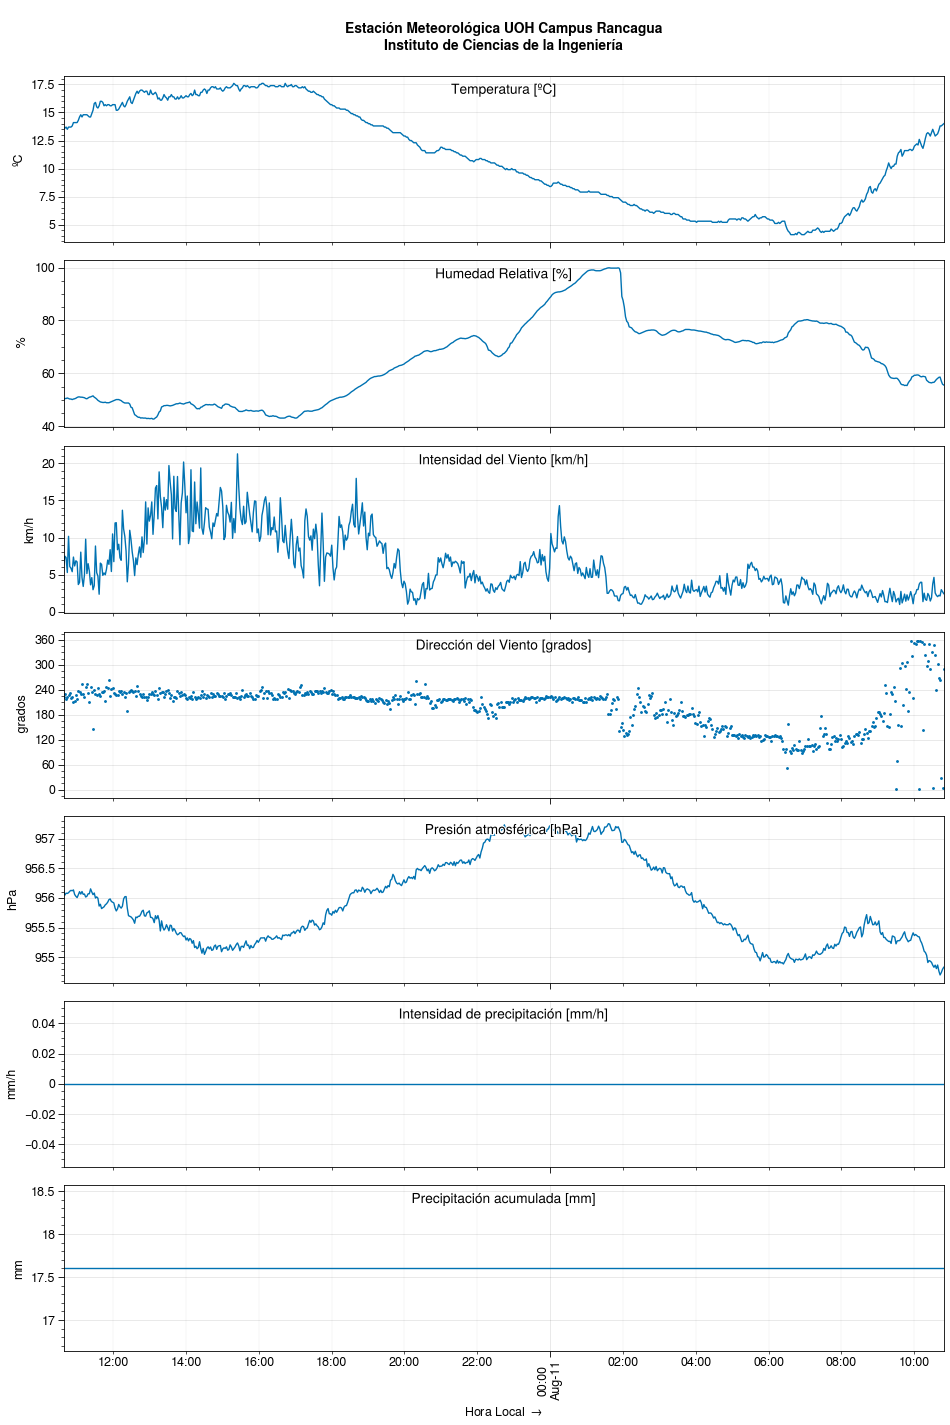 Estación Meteorológica UOH Campus Rancagua
Instituto de Ciencias de la Ingeniería
Temperatura [ºC]
17.5
15
12.5
10
7.5
5
ºC
Humedad Relativa [%]
100
80
60
40
%
Intensidad del Viento [km/h]
20
15
10
5
0
km/h
Dirección del Viento [grados]
360
300
240
180
120
60
0
grados
Presión atmosférica [hPa]
957
956.5
956
955.5
955
hPa
Intensidad de precipitación [mm/h]
0.04
0.02
0
−0.02
−0.04
mm/h
Precipitación acumulada [mm]
18.5
18
17.5
17
mm
12:00 14:00 16:00 18:00 20:00 22:00 00:00 02:00 04:00 06:00 08:00 10:00
Aug-11
Hora Local →